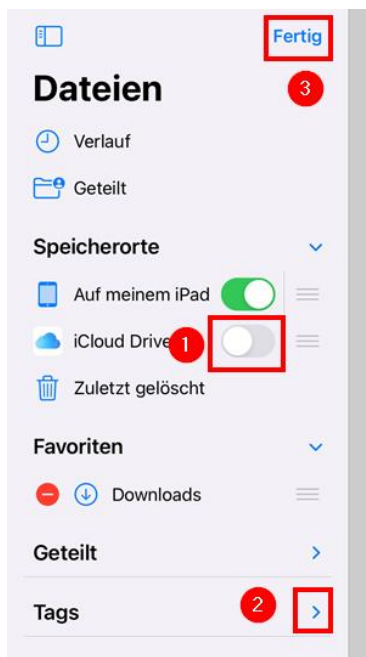 Fertig
Dateien
3
Verlauf
Geteilt
Speicherorte
Auf meinem iPad
iCloud Drive
1
Zuletzt gelöscht
Favoriten
Downloads
Geteilt
Tags
2